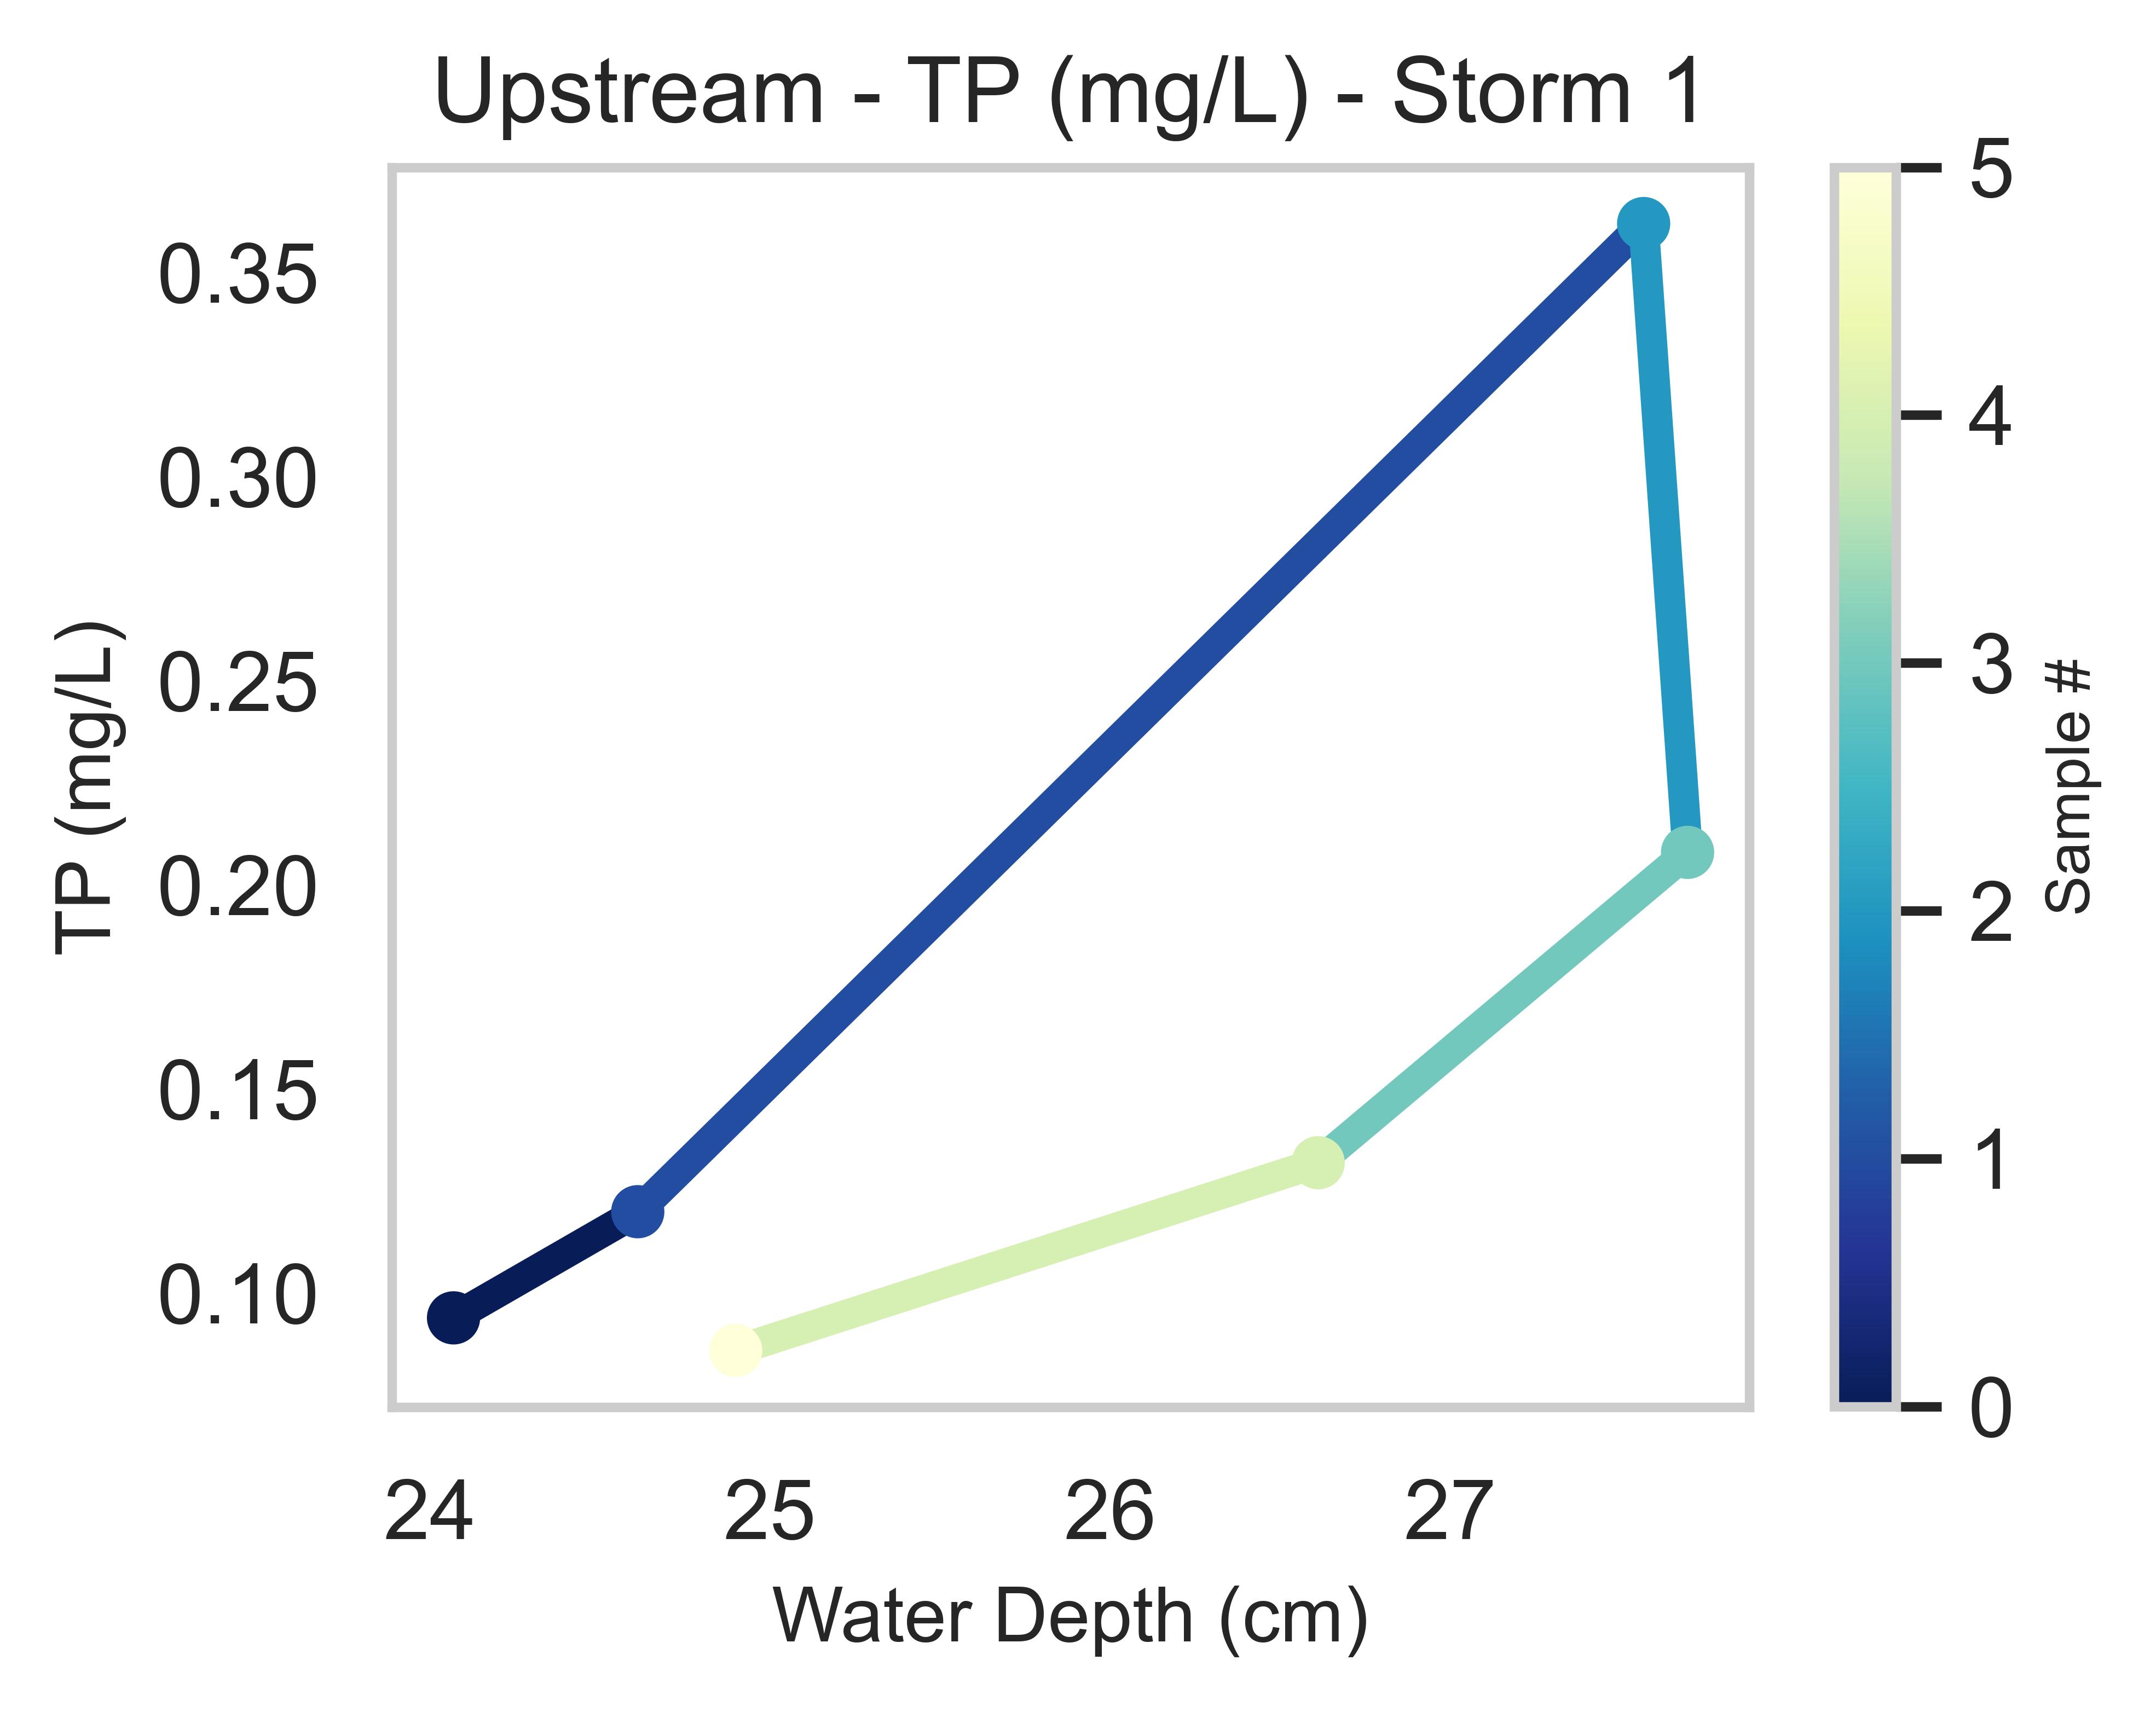 Upstream - TP (mg/L) - Storm 1
TP (mg/L)
0.35
0.30
0.25
0.20
0.15
0.10
24 25 26 27
Water Depth (cm)
5
4
3
2
1
0
Sample #